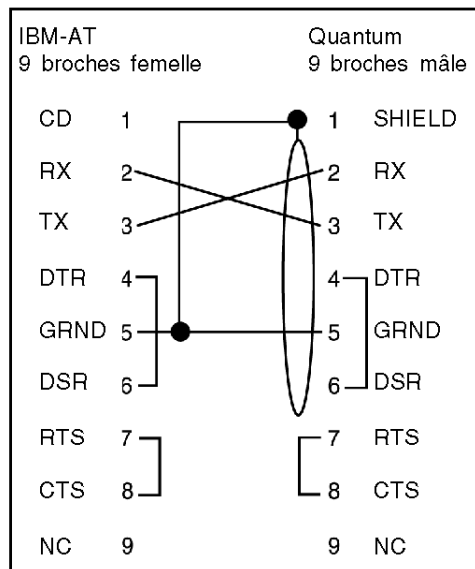 IBM-AT Quantum
9 broches femelle 9 broches mâle
CD 1 1 SHIELD
RX 2 2 RX
TX 3 3 TX
DTR 4 4 DTR
GRND 5 5 GRND
DSR 6 6 DSR
RTS 7 7 RTS
CTS 8 8 CTS
NC 9 9 NC